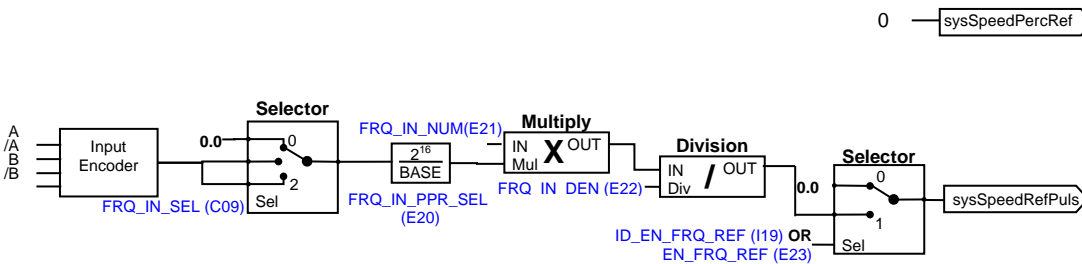 0
sysSpeedPercRef
Selector
A
/A
B
/B
Input
Encoder
0.0
0
2
Sel
FRQ_IN_SEL (C09)
2^16
BASE
FRQ_IN_PPR_SEL
(E20)
FRQ_IN_NUM(E21)
Multiply
IN
Mul
X
OUT
FRQ IN DEN (E22)
Division
IN
Div
/
OUT
0.0
Selector
0
1
Sel
ID_EN_FRQ_REF (I19) OR
EN_FRQ_REF (E23)
sysSpeedRefPuls